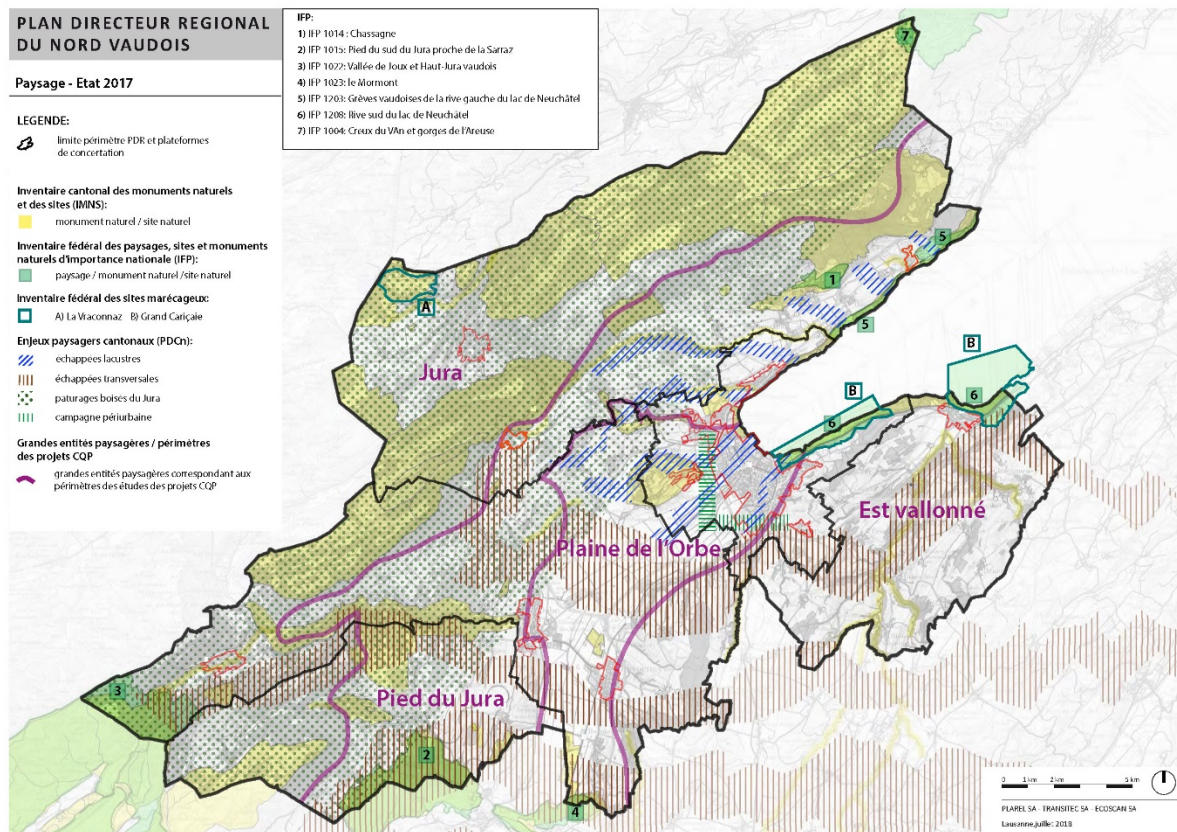 PLAN DIRECTEUR REGIONAL
DU NORD VAUDOIS
Paysage - Etat 2017
LEGENDE:
limite périmètre PDR et plateformes
de concertation
Inventaire cantonal des monuments naturels
et des sites (IMNS):
monument naturel / site naturel
Inventaire fédéral des paysages, sites et monuments
naturels d'importance nationale (IFP):
paysage / monument naturel /site naturel
Inventaire fédéral des sites marécageux:
A) La Vraconnaz B) Grand Cariçaie
Enjeux paysagers cantonaux (PDCn):
echappées lacustres
échappées transversales
paturages boisés du Jura
campagne périurbaine
Grandes entités paysagères / périmètres
des projets CQP
grandes entités paysagères correspondant aux
périmètres des études des projets CQP
IFP:
1) IFP 1014 : Chassagne
2) IFP 1015: Pied du sud du Jura proche de la Sarraz
3) IFP 1022: Vallée de Joux et Haut-Jura vaudois
4) IFP 1023: le Mormont
5) IFP 1203: Grèves vaudoises de la rive gauche du lac de Neuchâtel
6) IFP 1208: Rive sud du lac de Neuchâtel
7) IFP 1004: Creux du VAn et gorges de l'Areuse
7
5
1
A
5
B
Jura
B
6
6
Est vallonné
Plaine de l'Orbe
3
Pied du Jura
2
4
0 1 km 2 km 5 km
PLAREL SA - TRANSITEC SA - ECOSCAN SA
Lausanne, juillet 2018